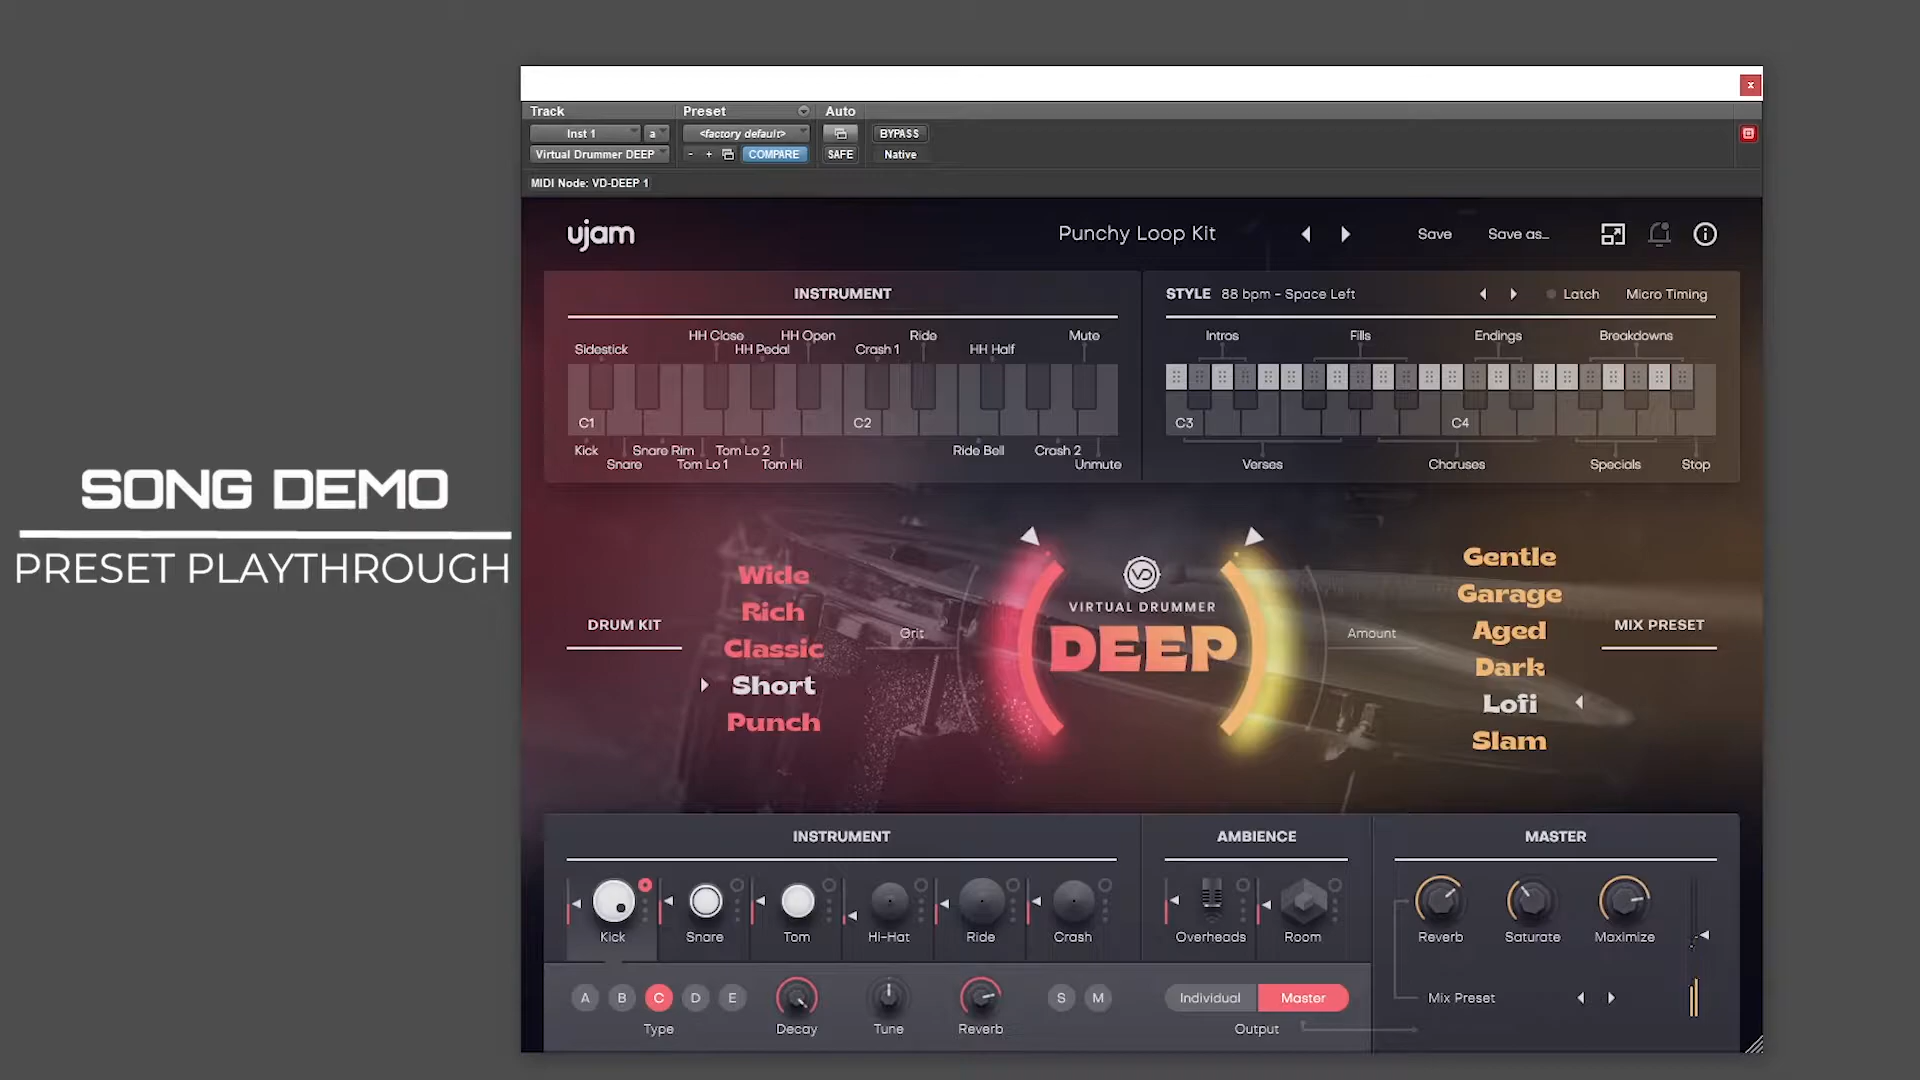 SONG DEMO
PRESET PLAYTHROUGH
Track Preset Auto
Inst 1 a <factory default> BYPASS
Virtual Drummer DEEP - + COMPARE SAFE Native
MIDI Node: VD-DEEP 1
ujam Punchy Loop Kit Save Save as...
INSTRUMENT
HH Close HH Open Ride Mute
Sidestick HH Pedal Crash 1 HH Half
C1 C2
Kick Snare Rim Tom Lo 2 Ride Bell Crash 2
Snare Tom Lo 1 Tom Hi Unmute
STYLE 88 bpm - Space Left Latch Micro Timing
Intros Fills Endings Breakdowns
C3 C4
Verses Choruses Specials Stop
DRUM KIT
Wide
Rich
Classic
Short
Punch
Grit
VD
VIRTUAL DRUMMER
DEEP
Amount
Gentle
Garage
Aged
Dark
Lofi
Slam
MIX PRESET
INSTRUMENT
Kick Snare Tom Hi-Hat Ride Crash
A B C D E S M
Type Decay Tune Reverb
AMBIENCE
Overheads Room
Individual Master
Output
MASTER
Reverb Saturate Maximize
Mix Preset